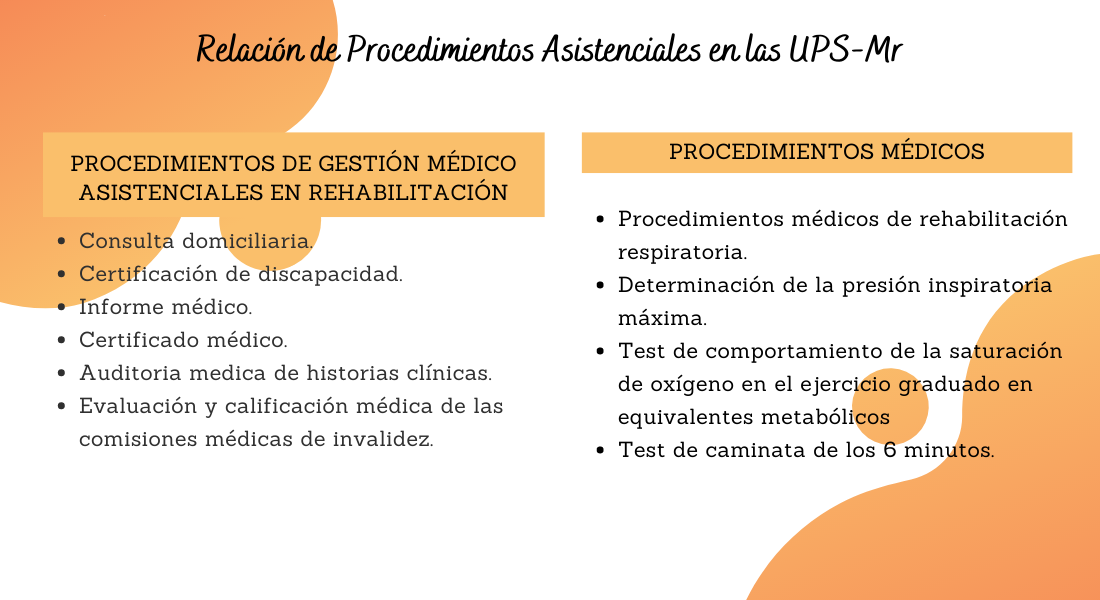 Relación de Procedimientos Asistenciales en las UPS-Mr
PROCEDIMIENTOS DE GESTIÓN MÉDICO
ASISTENCIALES EN REHABILITACIÓN
• Consulta domiciliaria.
• Certificación de discapacidad.
• Informe médico.
• Certificado médico.
• Auditoria medica de historias clínicas.
• Evaluación y calificación médica de las
comisiones médicas de invalidez.
PROCEDIMIENTOS MÉDICOS
• Procedimientos médicos de rehabilitación
respiratoria.
• Determinación de la presión inspiratoria
máxima.
• Test de comportamiento de la saturación
de oxígeno en el ejercicio graduado en
equivalentes metabólicos
• Test de caminata de los 6 minutos.